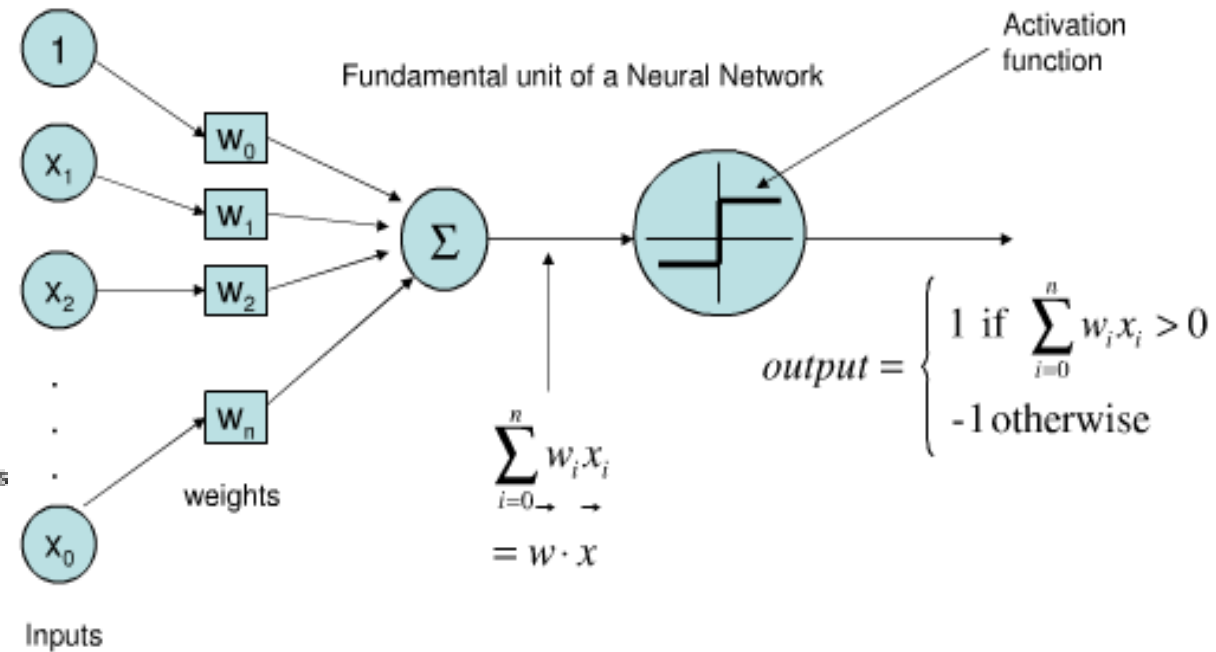 Activation
function
Fundamental unit of a Neural Network
1
w₀
x₁
w₁
Σ
x₂
w₂
.
.
.
wₙ
weights
x₀
Inputs
n
∑ wᵢxᵢ
i=0
= w⃗ · x⃗
output = { 1 if ∑ᵢ₌₀ⁿ wᵢxᵢ > 0
-1 otherwise